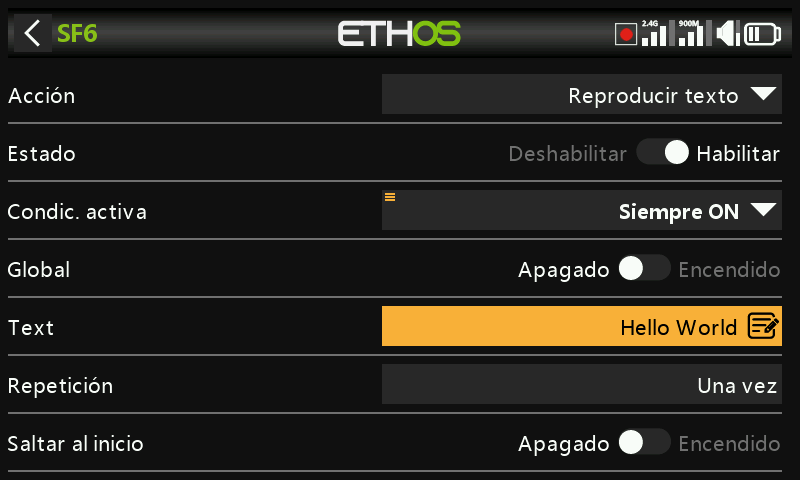 SF6 ETHOS 2.4G 900M
Acción Reproducir texto
Estado Deshabilitar Habilitar
Condic. activa Siempre ON
Global Apagado Encendido
Text Hello World
Repetición Una vez
Saltar al inicio Apagado Encendido